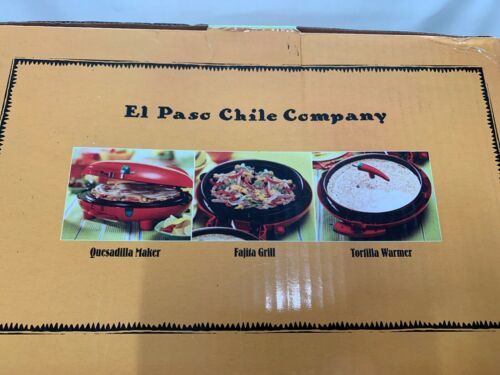 El Paso Chile Company
Quesadilla Maker
Fajita Grill
Tortilla Warmer